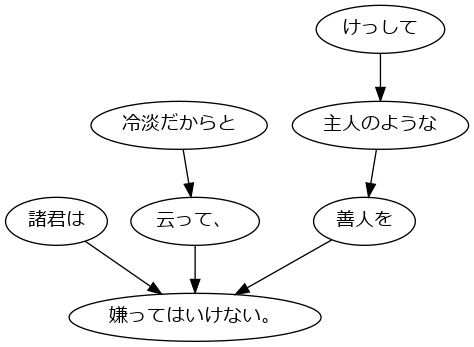 けっして
冷淡だからと
主人のような
諸君は
云って、
善人を
嫌ってはいけない。